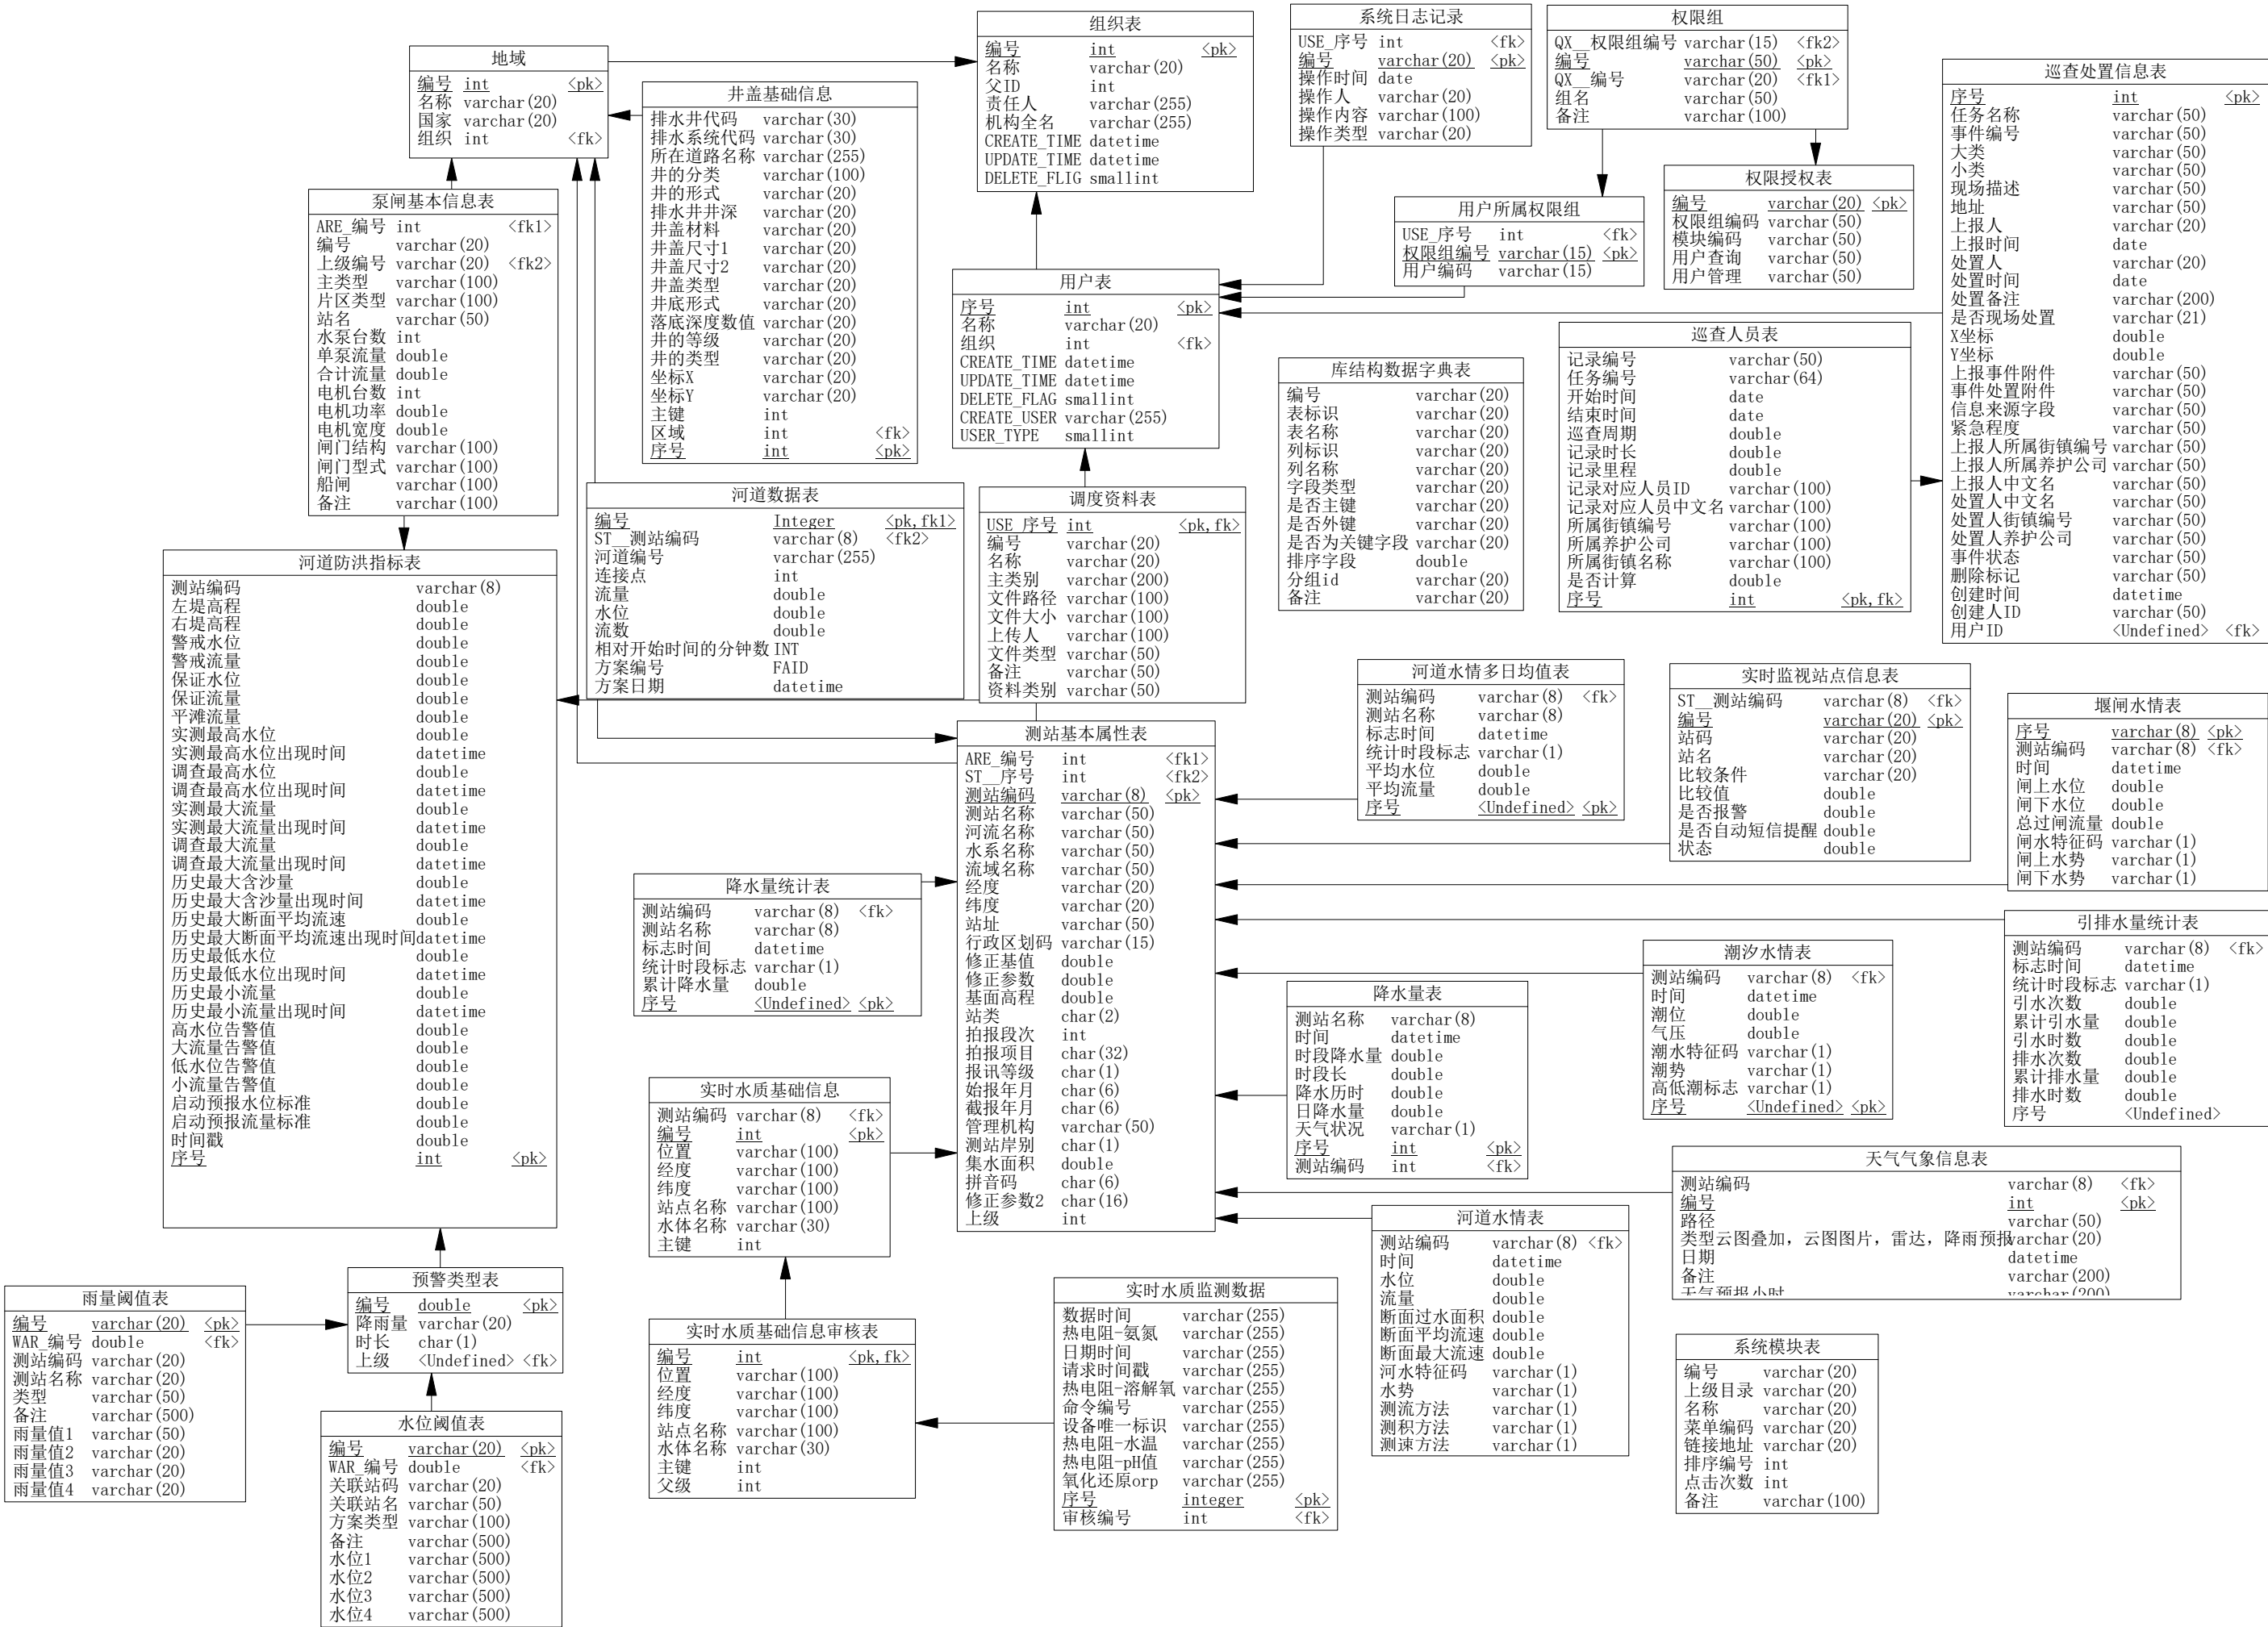 组织表
编号 int <pk>
名称 varchar(20)
父ID int
责任人 varchar(255)
机构全名 varchar(255)
CREATE_TIME datetime
UPDATE_TIME datetime
DELETE_FLIG smallint
系统日志记录
USE_序号 int <fk>
编号 varchar(20) <pk>
操作时间 date
操作人 varchar(20)
操作内容 varchar(100)
操作类型 varchar(20)
权限组
QX__权限组编号 varchar(15) <fk2>
编号 varchar(50) <pk>
QX__编号 varchar(20) <fk1>
组名 varchar(50)
备注 varchar(100)
地域
编号 int <pk>
名称 varchar(20)
国家 varchar(20)
组织 int <fk>
井盖基础信息
排水井代码 varchar(30)
排水系统代码 varchar(30)
所在道路名称 varchar(255)
井的分类 varchar(100)
井的形式 varchar(20)
排水井井深 varchar(20)
井盖材料 varchar(20)
井盖尺寸1 varchar(20)
井盖尺寸2 varchar(20)
井盖类型 varchar(20)
井底形式 varchar(20)
落底深度数值 varchar(20)
井的等级 varchar(20)
井的类型 varchar(20)
坐标X varchar(20)
坐标Y varchar(20)
主键 int
区域 int <fk>
序号 int <pk>
巡查处置信息表
序号 int <pk>
任务名称 varchar(50)
事件编号 varchar(50)
大类 varchar(50)
小类 varchar(50)
现场描述 varchar(50)
地址 varchar(50)
上报人 varchar(20)
上报时间 date
处置人 varchar(20)
处置时间 date
处置备注 varchar(200)
是否现场处置 varchar(21)
X坐标 double
Y坐标 double
上报事件附件 varchar(50)
事件处置附件 varchar(50)
信息来源字段 varchar(50)
紧急程度 varchar(50)
上报人所属街镇编号 varchar(50)
上报人所属养护公司 varchar(50)
上报人中文名 varchar(50)
处置人中文名 varchar(50)
处置人街镇编号 varchar(50)
处置人养护公司 varchar(50)
事件状态 varchar(50)
删除标记 varchar(50)
创建时间 datetime
创建人ID varchar(50)
用户ID <Undefined> <fk>
权限授权表
编号 varchar(20) <pk>
权限组编码 varchar(50)
模块编码 varchar(50)
用户查询 varchar(50)
用户管理 varchar(50)
用户所属权限组
USE_序号 int <fk>
权限组编号 varchar(15) <pk>
用户编码 varchar(15)
泵闸基本信息表
ARE_编号 int <fk1>
编号 varchar(20)
上级编号 varchar(20) <fk2>
主类型 varchar(100)
片区类型 varchar(100)
站名 varchar(50)
水泵台数 int
单泵流量 double
合计流量 double
电机台数 int
电机功率 double
电机宽度 double
闸门结构 varchar(100)
闸门型式 varchar(100)
船闸 varchar(100)
备注 varchar(100)
用户表
序号 int <pk>
名称 varchar(20)
组织 int <fk>
CREATE_TIME datetime
UPDATE_TIME datetime
DELETE_FLAG smallint
CREATE_USER varchar(255)
USER_TYPE smallint
巡查人员表
记录编号 varchar(50)
任务编号 varchar(64)
开始时间 date
结束时间 date
巡查周期 double
记录时长 double
记录里程 double
记录对应人员ID varchar(100)
记录对应人员中文名 varchar(100)
所属街镇编号 varchar(100)
所属养护公司 varchar(100)
所属街镇名称 varchar(100)
是否计算 double
序号 int <pk,fk>
库结构数据字典表
编号 varchar(20)
表标识 varchar(20)
表名称 varchar(20)
列标识 varchar(20)
列名称 varchar(20)
字段类型 varchar(20)
是否主键 varchar(20)
是否外键 varchar(20)
是否为关键字段 varchar(20)
排序字段 double
分组id varchar(20)
备注 varchar(20)
河道数据表
编号 Integer <pk,fk1>
ST__测站编码 varchar(8) <fk2>
河道编号 varchar(255)
连接点 int
流量 double
水位 double
流数 double
相对开始时间的分钟数 INT
方案编号 FAID
方案日期 datetime
调度资料表
USE_序号 int <pk,fk>
编号 varchar(20)
名称 varchar(20)
主类别 varchar(200)
文件路径 varchar(100)
文件大小 varchar(100)
上传人 varchar(100)
文件类型 varchar(50)
备注 varchar(50)
资料类别 varchar(50)
河道防洪指标表
测站编码 varchar(8)
左堤高程 double
右堤高程 double
警戒水位 double
警戒流量 double
保证水位 double
保证流量 double
平滩流量 double
实测最高水位 double
实测最高水位出现时间 datetime
调查最高水位 double
调查最高水位出现时间 datetime
实测最大流量 double
实测最大流量出现时间 datetime
调查最大流量 double
调查最大流量出现时间 datetime
历史最大含沙量 double
历史最大含沙量出现时间 datetime
历史最大断面平均流速 double
历史最大断面平均流速出现时间 datetime
历史最低水位 double
历史最低水位出现时间 datetime
历史最小流量 double
历史最小流量出现时间 datetime
高水位告警值 double
大流量告警值 double
低水位告警值 double
小流量告警值 double
启动预报水位标准 double
启动预报流量标准 double
时间戳 double
序号 int <pk>
河道水情多日均值表
测站编码 varchar(8) <fk>
测站名称 varchar(8)
标志时间 datetime
统计时段标志 varchar(1)
平均水位 double
平均流量 double
序号 <Undefined> <pk>
实时监视站点信息表
ST__测站编码 varchar(8) <fk>
编号 varchar(20) <pk>
站码 varchar(20)
站名 varchar(20)
比较条件 varchar(20)
比较值 double
是否报警 double
是否自动短信提醒 double
状态 double
堰闸水情表
序号 varchar(8) <pk>
测站编码 varchar(8) <fk>
时间 datetime
闸上水位 double
闸下水位 double
总过闸流量 double
闸水特征码 varchar(1)
闸上水势 varchar(1)
闸下水势 varchar(1)
测站基本属性表
ARE_编号 int <fk1>
ST__序号 int <fk2>
测站编码 varchar(8) <pk>
测站名称 varchar(50)
河流名称 varchar(50)
水系名称 varchar(50)
流域名称 varchar(50)
经度 varchar(20)
纬度 varchar(20)
站址 varchar(50)
行政区划码 varchar(15)
修正基值 double
修正参数 double
基面高程 double
站类 char(2)
拍报段次 int
拍报项目 char(32)
报讯等级 char(1)
始报年月 char(6)
截报年月 char(6)
管理机构 varchar(50)
测站岸别 char(1)
集水面积 double
拼音码 char(6)
修正参数2 char(16)
上级 int
降水量统计表
测站编码 varchar(8) <fk>
测站名称 varchar(8)
标志时间 datetime
统计时段标志 varchar(1)
累计降水量 double
序号 <Undefined> <pk>
引排水量统计表
测站编码 varchar(8) <fk>
标志时间 datetime
统计时段标志 varchar(1)
引水次数 double
累计引水量 double
引水时数 double
排水次数 double
累计排水量 double
排水时数 double
序号 <Undefined>
潮汐水情表
测站编码 varchar(8) <fk>
时间 datetime
潮位 double
气压 double
潮水特征码 varchar(1)
潮势 varchar(1)
高低潮标志 varchar(1)
序号 <Undefined> <pk>
降水量表
测站名称 varchar(8)
时间 datetime
时段降水量 double
时段长 double
降水历时 double
日降水量 double
天气状况 varchar(1)
序号 int <pk>
测站编码 int <fk>
实时水质基础信息
测站编码 varchar(8) <fk>
编号 int <pk>
位置 varchar(100)
经度 varchar(100)
纬度 varchar(100)
站点名称 varchar(100)
水体名称 varchar(30)
主键 int
天气气象信息表
测站编码 varchar(8) <fk>
编号 int <pk>
路径 varchar(50)
类型云图叠加，云图图片，雷达，降雨预报 varchar(20)
日期 datetime
备注 varchar(200)
天气预报小时 varchar(200)
河道水情表
测站编码 varchar(8) <fk>
时间 datetime
水位 double
流量 double
断面过水面积 double
断面平均流速 double
断面最大流速 double
河水特征码 varchar(1)
水势 varchar(1)
测流方法 varchar(1)
测积方法 varchar(1)
测速方法 varchar(1)
预警类型表
编号 double <pk>
降雨量 varchar(20)
时长 char(1)
上级 <Undefined> <fk>
雨量阈值表
编号 varchar(20) <pk>
WAR_编号 double <fk>
测站编码 varchar(20)
测站名称 varchar(20)
类型 varchar(50)
备注 varchar(500)
雨量值1 varchar(50)
雨量值2 varchar(20)
雨量值3 varchar(20)
雨量值4 varchar(20)
水位阈值表
编号 varchar(20) <pk>
WAR_编号 double <fk>
关联站码 varchar(20)
关联站名 varchar(50)
方案类型 varchar(100)
备注 varchar(500)
水位1 varchar(500)
水位2 varchar(500)
水位3 varchar(500)
水位4 varchar(500)
实时水质基础信息审核表
编号 int <pk,fk>
位置 varchar(100)
经度 varchar(100)
纬度 varchar(100)
站点名称 varchar(100)
水体名称 varchar(30)
主键 int
父级 int
实时水质监测数据
数据时间 varchar(255)
热电阻-氨氮 varchar(255)
日期时间 varchar(255)
请求时间戳 varchar(255)
热电阻-溶解氧 varchar(255)
命令编号 varchar(255)
设备唯一标识 varchar(255)
热电阻-水温 varchar(255)
热电阻-pH值 varchar(255)
氧化还原orp varchar(255)
序号 integer <pk>
审核编号 int <fk>
系统模块表
编号 varchar(20)
上级目录 varchar(20)
名称 varchar(20)
菜单编码 varchar(20)
链接地址 varchar(20)
排序编号 int
点击次数 int
备注 varchar(100)